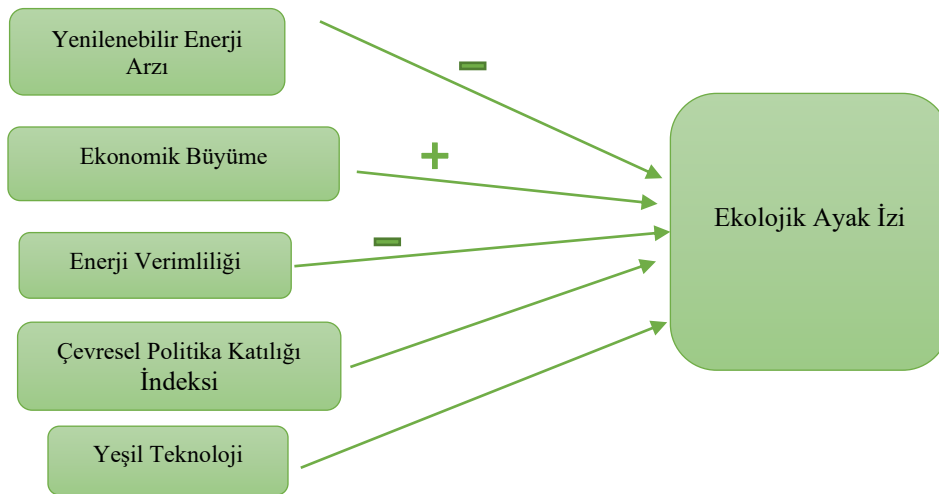 Yenilenebilir Enerji
Arzı
Ekonomik Büyüme
Enerji Verimliliği
Çevresel Politika Katılığı
İndeksi
Yeşil Teknoloji
Ekolojik Ayak İzi